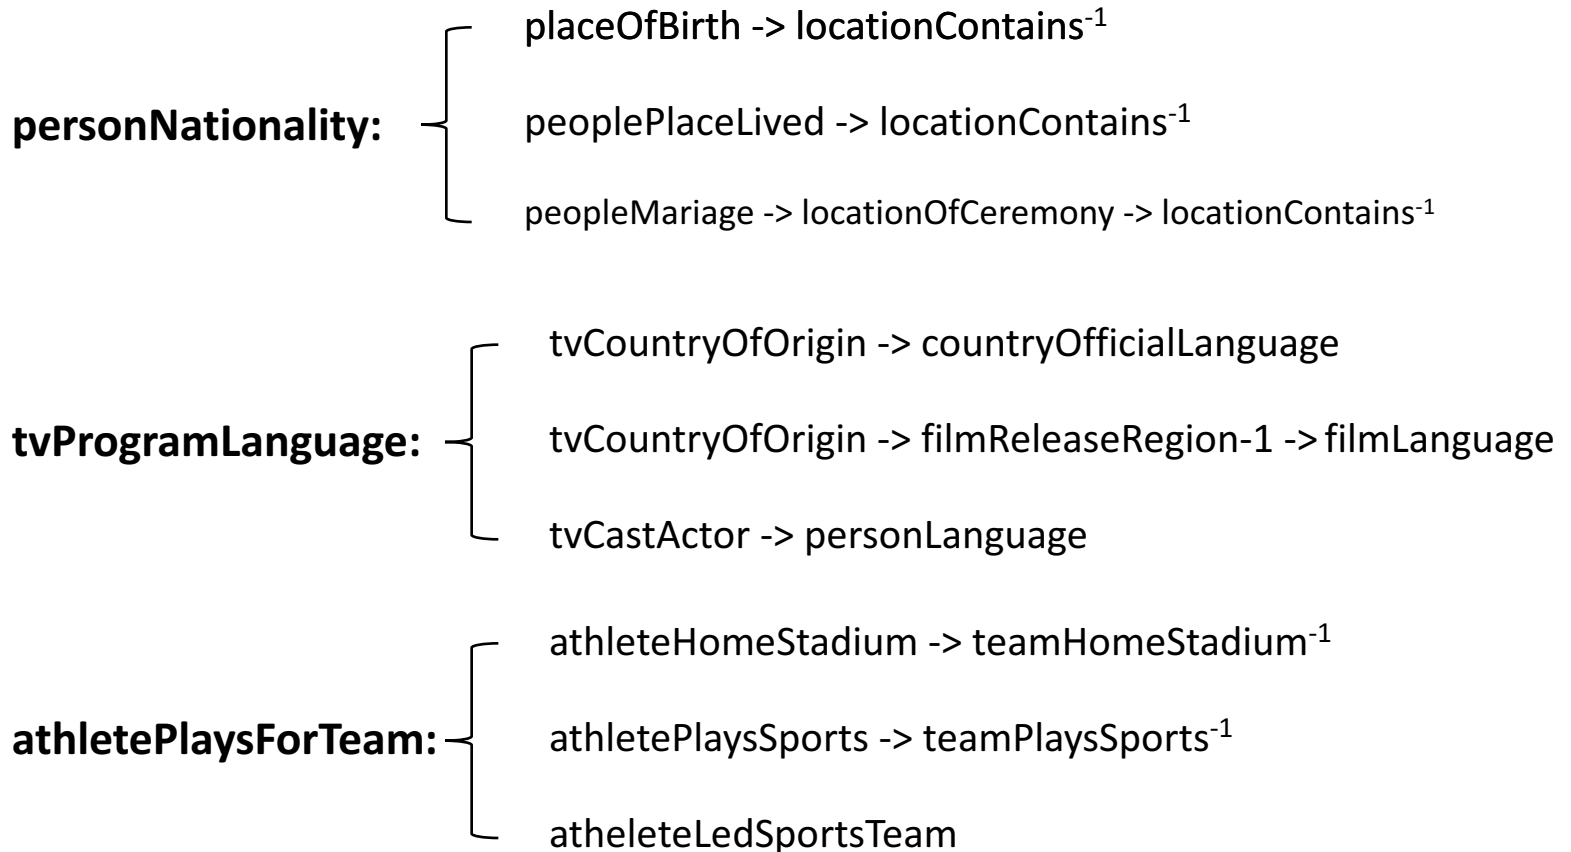 placeOfBirth -> locationContains⁻¹
personNationality:
peoplePlaceLived -> locationContains⁻¹
peopleMariage -> locationOfCeremony -> locationContains⁻¹
tvCountryOfOrigin -> countryOfficialLanguage
tvProgramLanguage:
tvCountryOfOrigin -> filmReleaseRegion-1 -> filmLanguage
tvCastActor -> personLanguage
athleteHomeStadium -> teamHomeStadium⁻¹
athletePlaysForTeam:
athletePlaysSports -> teamPlaysSports⁻¹
atheleteLedSportsTeam